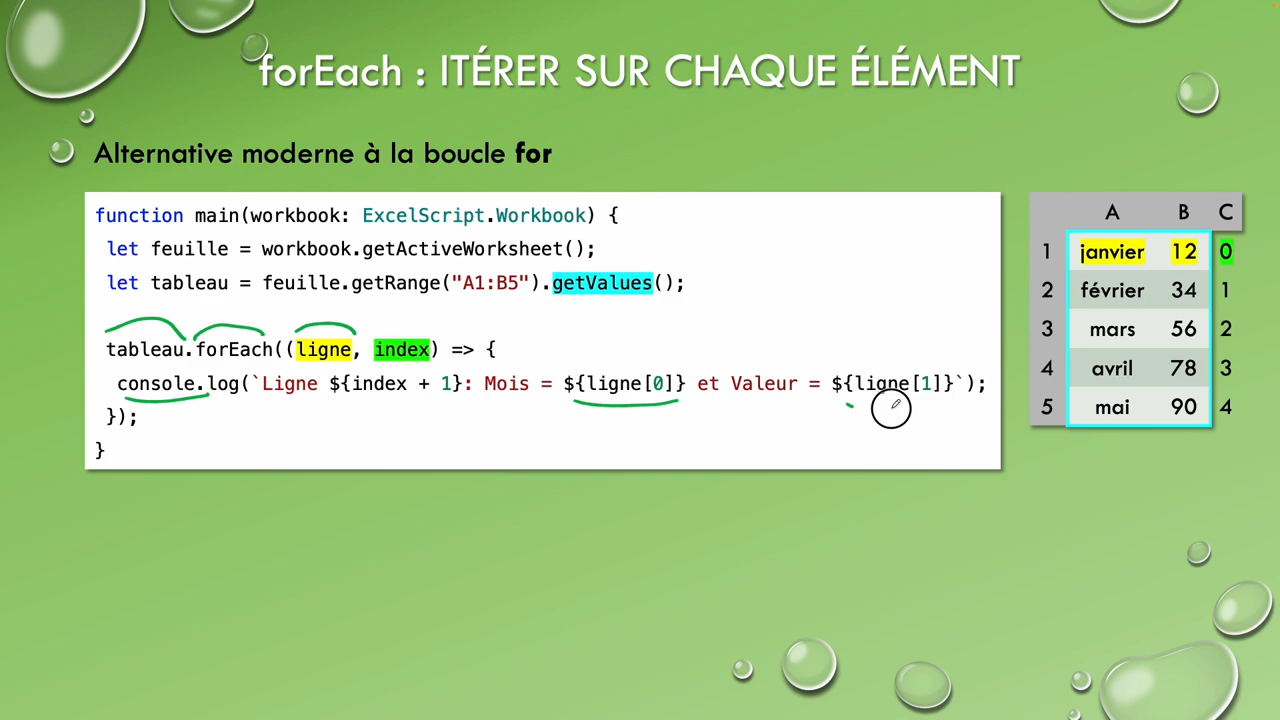 forEach : ITÉRER SUR CHAQUE ÉLÉMENT
Alternative moderne à la boucle for
function main(workbook: ExcelScript.Workbook) {
let feuille = workbook.getActiveWorksheet();
let tableau = feuille.getRange("A1:B5").getValues();
tableau.forEach((ligne, index) => {
console.log(`Ligne ${index + 1}: Mois = ${ligne[0]} et Valeur = ${ligne[1]}`);
});
}
A B C
1 janvier 12 0
2 février 34 1
3 mars 56 2
4 avril 78 3
5 mai 90 4